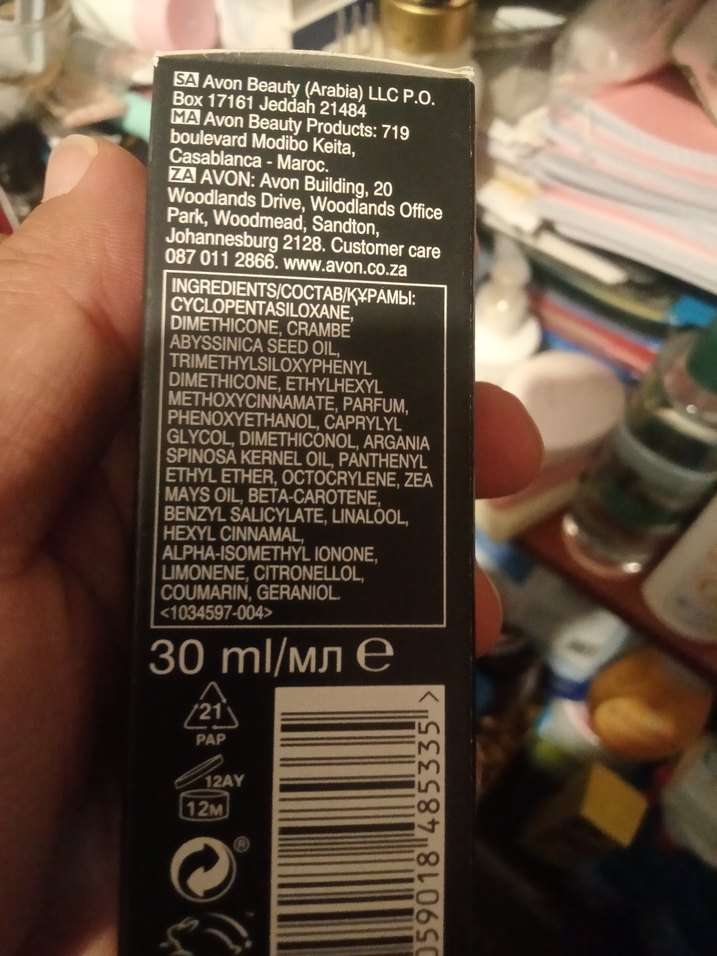 SA Avon Beauty (Arabia) LLC P.O.
Box 17161 Jeddah 21484
MA Avon Beauty Products: 719
boulevard Modibo Keita,
Casablanca - Maroc.
ZA AVON: Avon Building, 20
Woodlands Drive, Woodlands Office
Park, Woodmead, Sandton,
Johannesburg 2128. Customer care
087 011 2866. www.avon.co.za
INGREDIENTS/СОСТАВ/ҚҰРАМЫ:
CYCLOPENTASILOXANE,
DIMETHICONE, CRAMBE
ABYSSINICA SEED OIL,
TRIMETHYLSILOXYPHENYL
DIMETHICONE, ETHYLHEXYL
METHOXYCINNAMATE, PARFUM,
PHENOXYETHANOL, CAPRYLYL
GLYCOL, DIMETHICONOL, ARGANIA
SPINOSA KERNEL OIL, PANTHENYL
ETHYL ETHER, OCTOCRYLENE, ZEA
MAYS OIL, BETA-CAROTENE,
BENZYL SALICYLATE, LINALOOL,
HEXYL CINNAMAL,
ALPHA-ISOMETHYL IONONE,
LIMONENE, CITRONELLOL,
COUMARIN, GERANIOL.
<1034597-004>
30 ml/мл ℮
21
PAP
12AY
12M
®
059018 485335 >